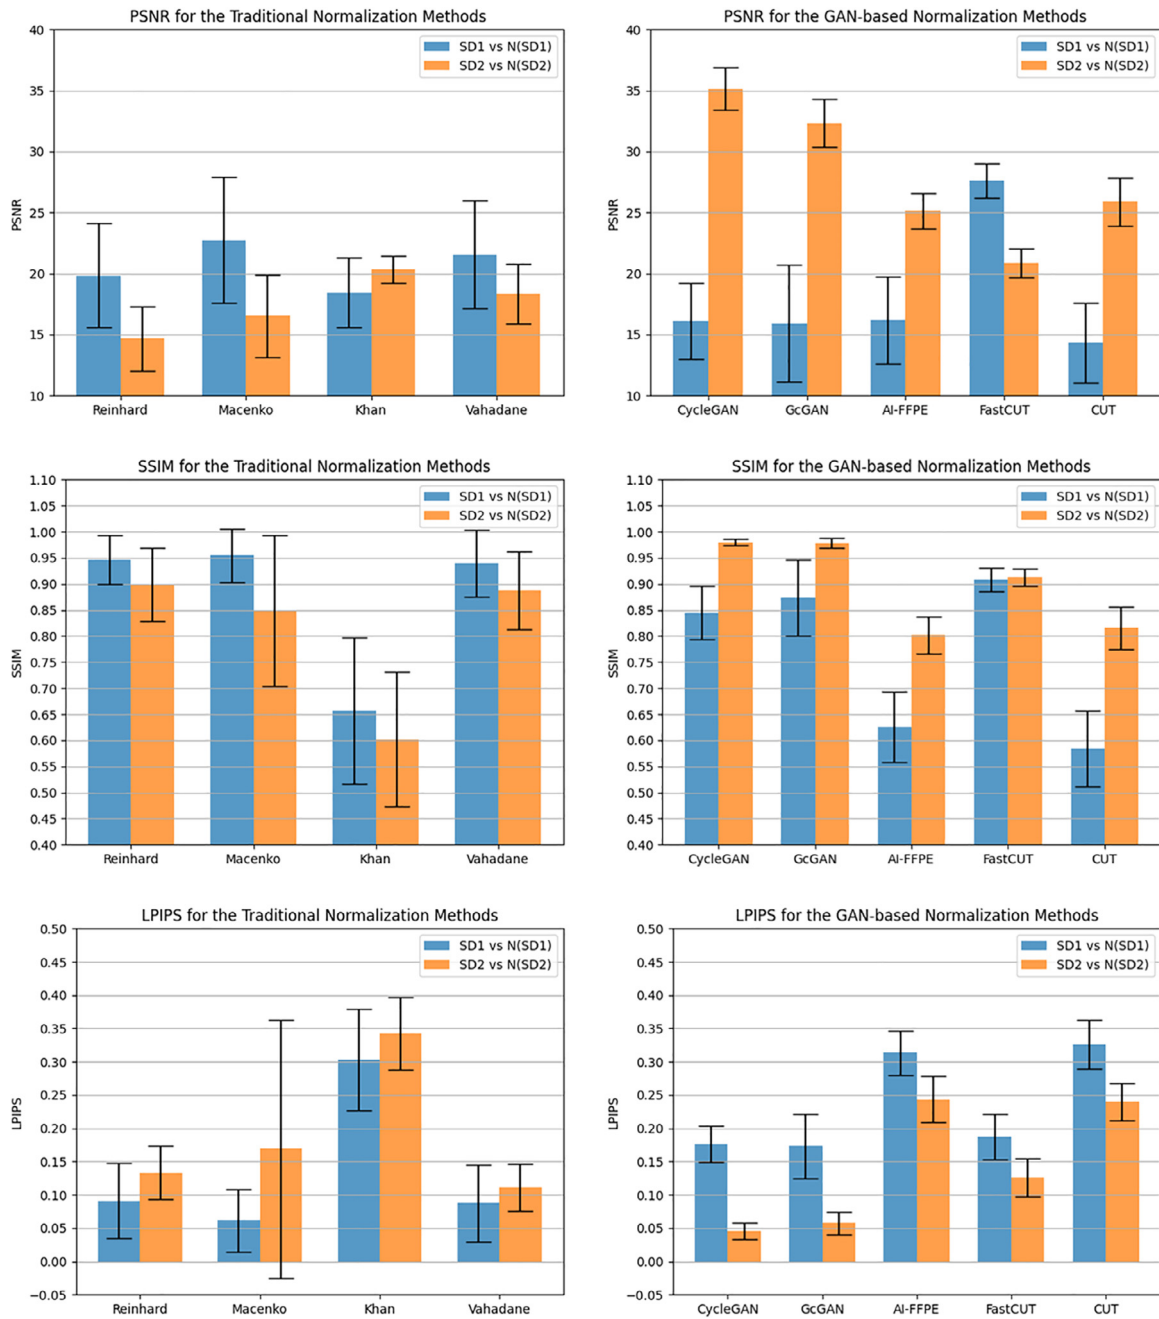 PSNR for the Traditional Normalization Methods
40
35
30
25
20
15
10
PSNR
SD1 vs N(SD1)
SD2 vs N(SD2)
Reinhard Macenko Khan Vahadane
PSNR for the GAN-based Normalization Methods
40
35
30
25
20
15
10
PSNR
SD1 vs N(SD1)
SD2 vs N(SD2)
CycleGAN GcGAN AI-FFPE FastCUT CUT
SSIM for the Traditional Normalization Methods
1.10
1.05
1.00
0.95
0.90
0.85
0.80
0.75
0.70
0.65
0.60
0.55
0.50
0.45
0.40
SSIM
SD1 vs N(SD1)
SD2 vs N(SD2)
Reinhard Macenko Khan Vahadane
SSIM for the GAN-based Normalization Methods
1.10
1.05
1.00
0.95
0.90
0.85
0.80
0.75
0.70
0.65
0.60
0.55
0.50
0.45
0.40
SSIM
SD1 vs N(SD1)
SD2 vs N(SD2)
CycleGAN GcGAN AI-FFPE FastCUT CUT
LPIPS for the Traditional Normalization Methods
0.50
0.45
0.40
0.35
0.30
0.25
0.20
0.15
0.10
0.05
0.00
−0.05
LPIPS
SD1 vs N(SD1)
SD2 vs N(SD2)
Reinhard Macenko Khan Vahadane
LPIPS for the GAN-based Normalization Methods
0.50
0.45
0.40
0.35
0.30
0.25
0.20
0.15
0.10
0.05
0.00
−0.05
LPIPS
SD1 vs N(SD1)
SD2 vs N(SD2)
CycleGAN GcGAN AI-FFPE FastCUT CUT